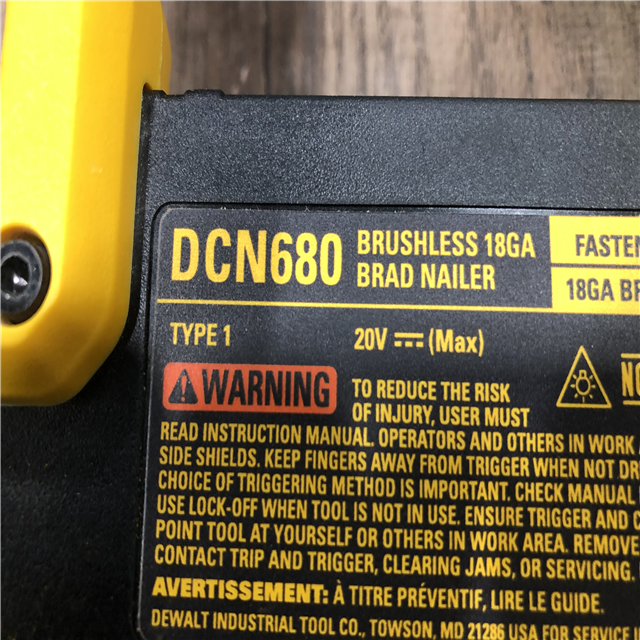 DCN680
BRUSHLESS 18GA
BRAD NAILER
18GA
TYPE 1
20V ⎓ (Max)
WARNING
TO REDUCE THE RISK
OF INJURY, USER MUST
READ INSTRUCTION MANUAL. OPERATORS AND OTHERS IN WORK
SIDE SHIELDS. KEEP FINGERS AWAY FROM TRIGGER WHEN NOT
CHOICE OF TRIGGERING METHOD IS IMPORTANT. CHECK MANUAL
USE LOCK-OFF WHEN TOOL IS NOT IN USE. ENSURE TRIGGER AND
POINT TOOL AT YOURSELF OR OTHERS IN WORK AREA. REMOVE
CONTACT TRIP AND TRIGGER, CLEARING JAMS, OR SERVICING.
AVERTISSEMENT: À TITRE PRÉVENTIF, LIRE LE GUIDE.
DEWALT INDUSTRIAL TOOL CO., TOWSON, MD 21286 USA FOR SERVICE